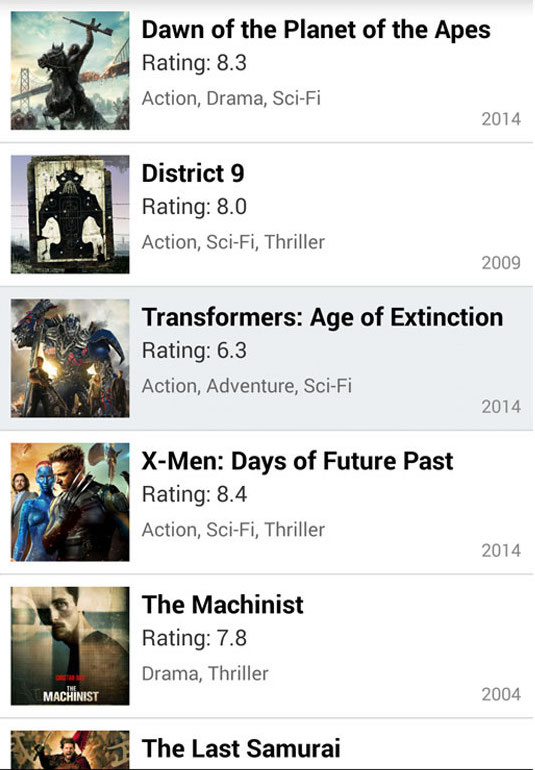 Dawn of the Planet of the Apes
Rating: 8.3
Action, Drama, Sci-Fi
2014
District 9
Rating: 8.0
Action, Sci-Fi, Thriller
2009
Transformers: Age of Extinction
Rating: 6.3
Action, Adventure, Sci-Fi
2014
X-Men: Days of Future Past
Rating: 8.4
Action, Sci-Fi, Thriller
2014
The Machinist
Rating: 7.8
Drama, Thriller
2004
THE
MACHINIST
The Last Samurai